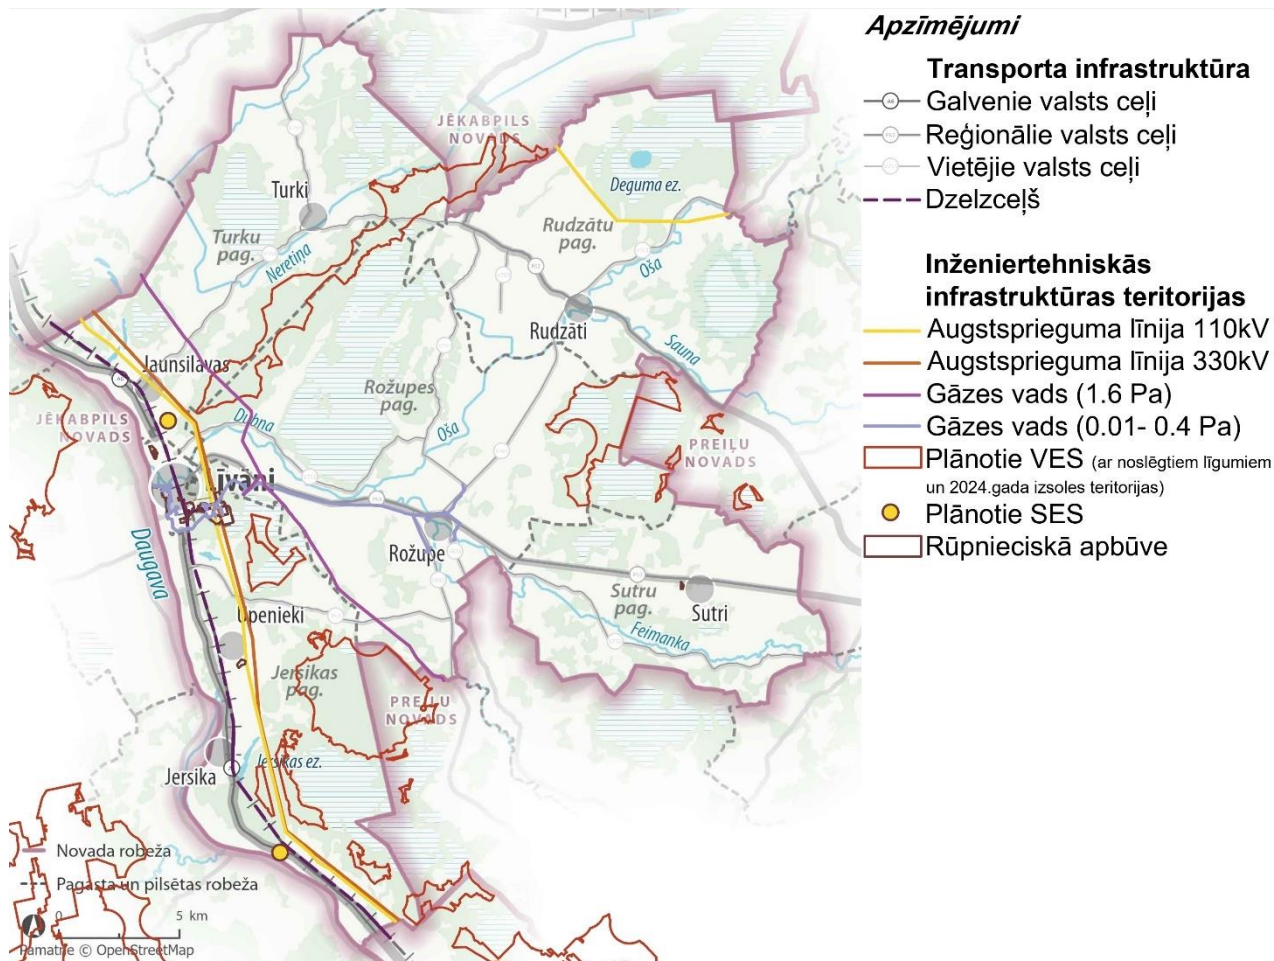 Apzīmējumi
Transporta infrastruktūra
Galvenie valsts ceļi
Reģionālie valsts ceļi
Vietējie valsts ceļi
Dzelzceļš
Inženiertehniskās
infrastruktūras teritorijas
Augstsprieguma līnija 110kV
Augstsprieguma līnija 330kV
Gāzes vads (1.6 Pa)
Gāzes vads (0.01- 0.4 Pa)
Plānotie VES (ar noslēgtiem līgumiem
un 2024.gada izsoles teritorijas)
Plānotie SES
Rūpnieciskā apbūve
JĒKABPILS
NOVADS
Turki
Deguma ez.
Turku
pag.
Neretiņa
Rudzātu
pag.
Oša
Rudzāti
Sauna
Jaunsilavas
Rožupes
pag.
JĒKABPILS
NOVADS
Dubna
Oša
PREIĻU
NOVADS
Līvāni
Daugava
Rožupe
Sutru
pag.
Sutri
Upenieki
Feimanka
Jersikas
pag.
PREIĻU
NOVADS
Jersikas ez.
Jersika
Novada robeža
Pagasta un pilsētas robeža
0 5 km
Pamatne © OpenStreetMap